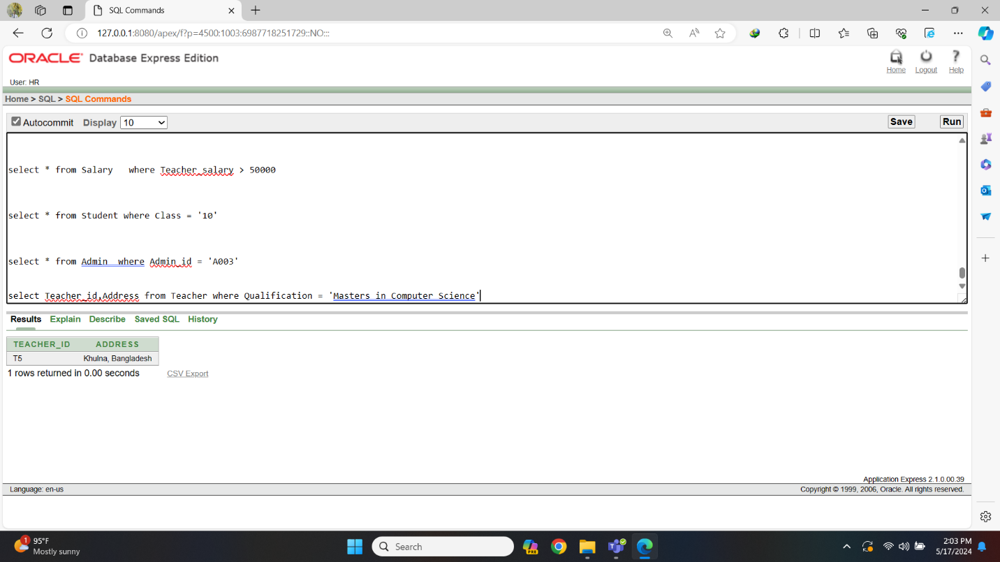 SQL Commands
127.0.0.1:8080/apex/f?p=4500:1003:6987718251729::NO:::
ORACLE® Database Express Edition
Home Logout Help
User: HR
Home > SQL > SQL Commands
Autocommit Display 10 Save Run
select * from Salary   where Teacher_salary > 50000
select * from Student where Class = '10'
select * from Admin  where Admin_id = 'A003'
select Teacher_id,Address from Teacher where Qualification = 'Masters in Computer Science'
Results Explain Describe Saved SQL History
TEACHER_ID ADDRESS
T5 Khulna, Bangladesh
1 rows returned in 0.00 seconds CSV Export
Application Express 2.1.0.00.39
Language: en-us Copyright © 1999, 2006, Oracle. All rights reserved.
1 95°F
Mostly sunny
Search
PRE
2:03 PM
5/17/2024